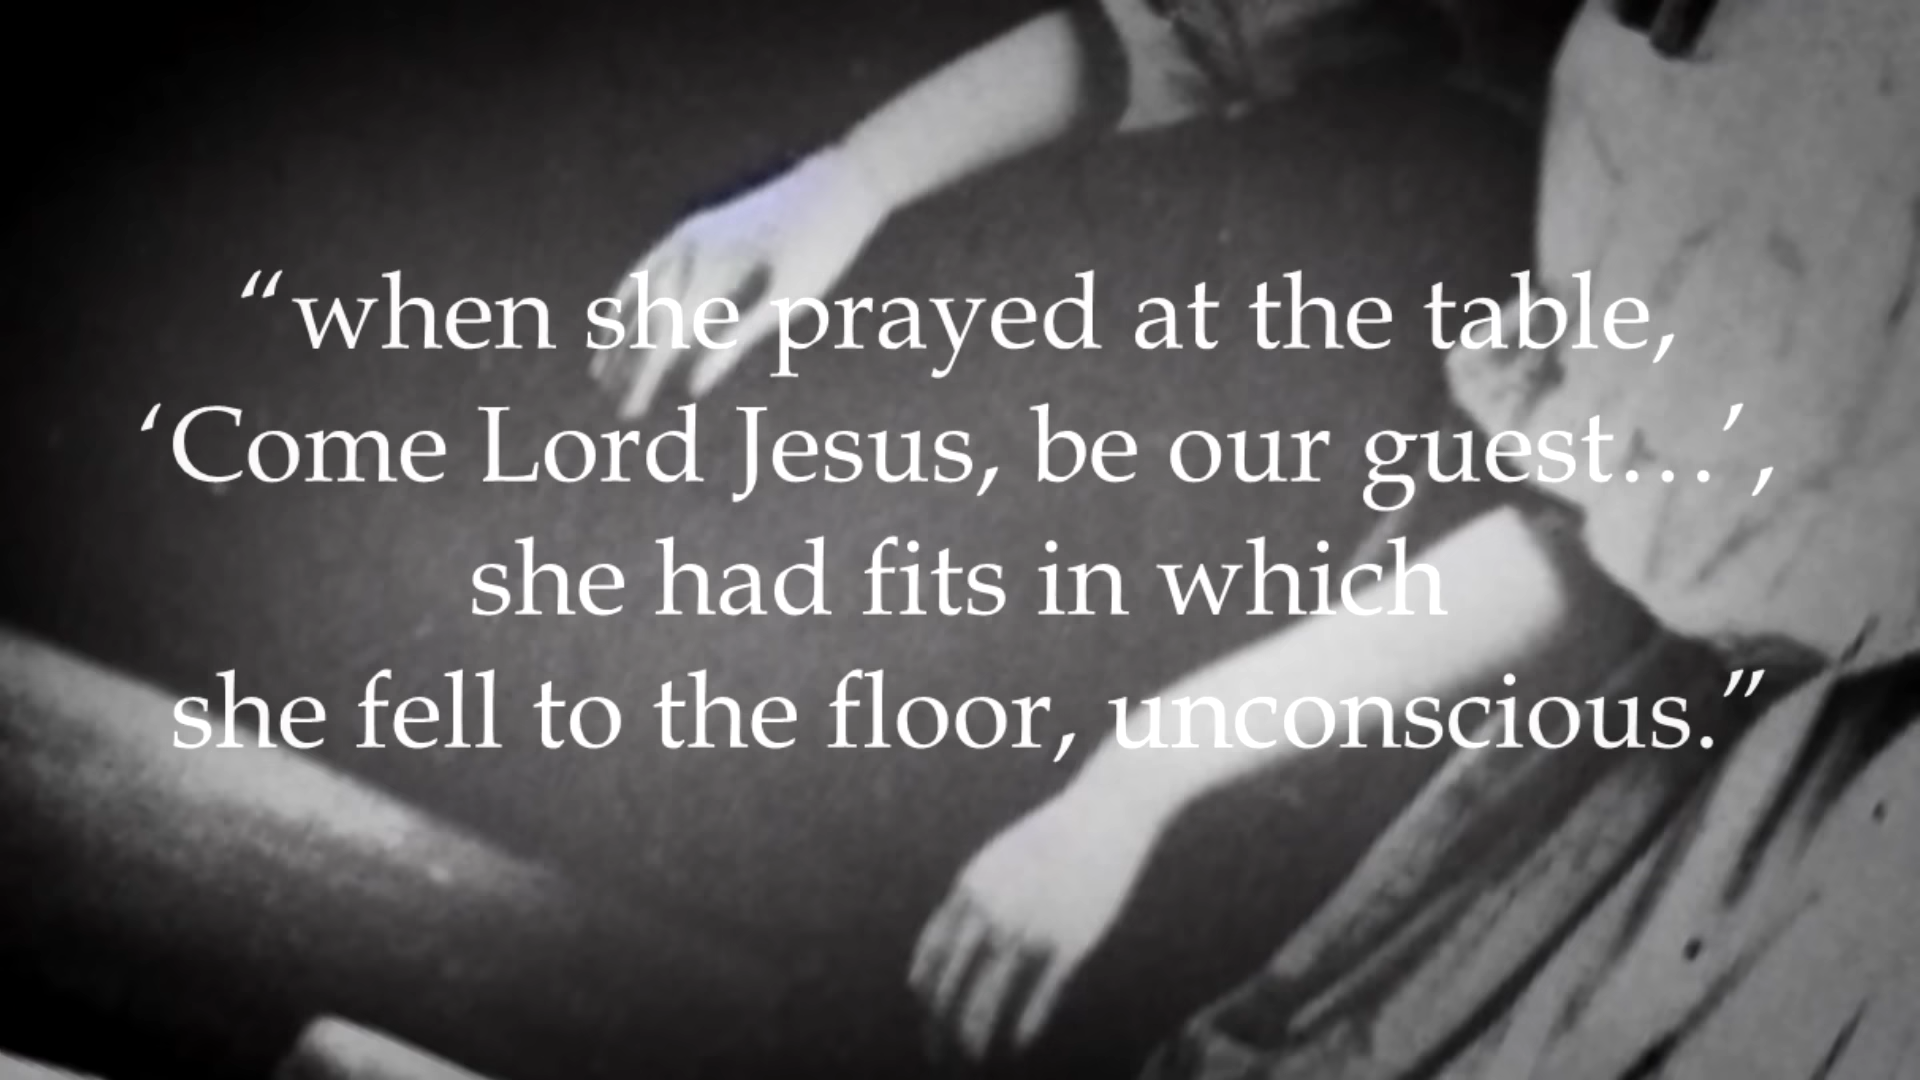 “when she prayed at the table,
‘Come Lord Jesus, be our guest…’,
she had fits in which
she fell to the floor, unconscious.”